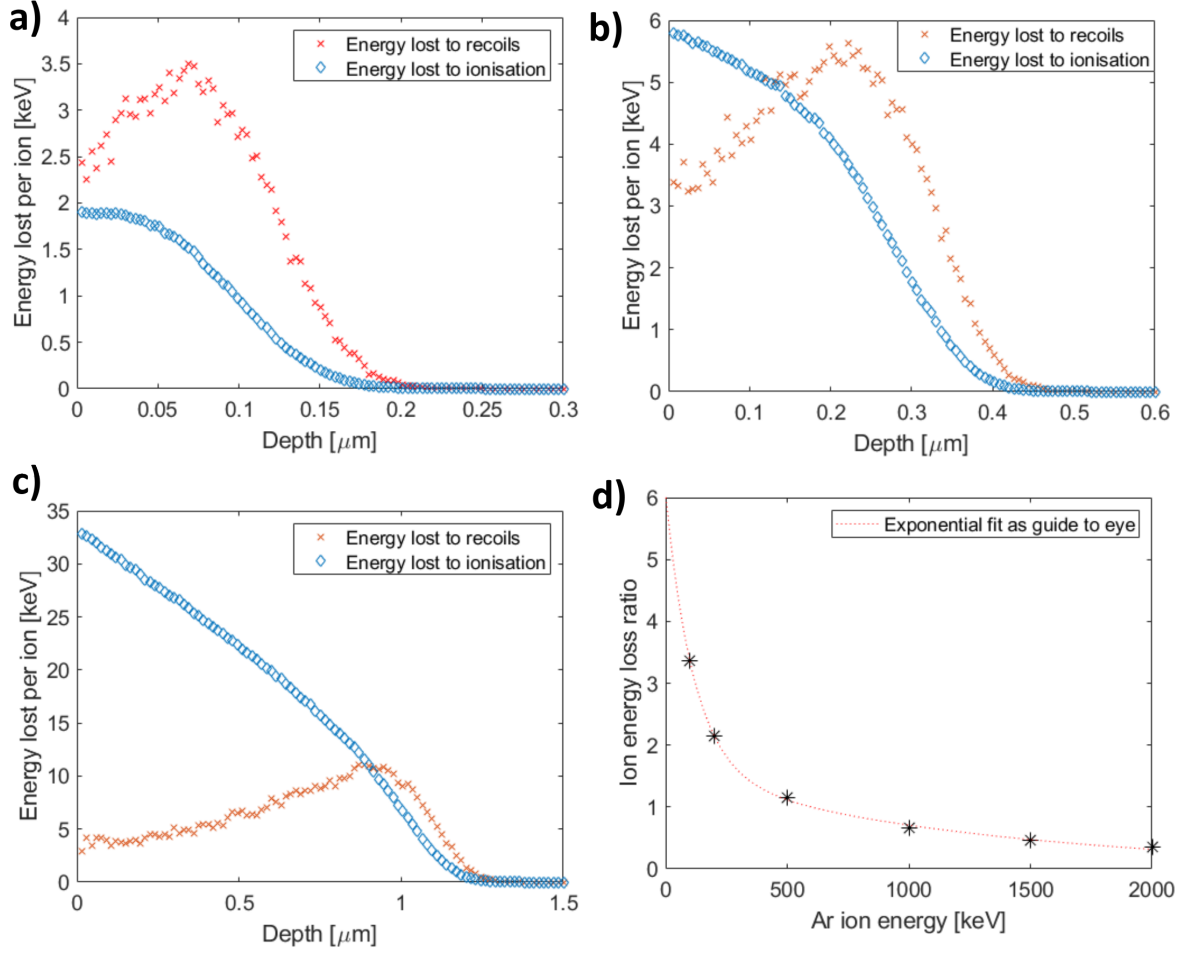 a)
4
3.5
3
2.5
2
1.5
1
0.5
0
Energy lost per ion [keV]
Energy lost to recoils
Energy lost to ionisation
0 0.05 0.1 0.15 0.2 0.25 0.3
Depth [μm]
b)
6
5
4
3
2
1
0
Energy lost per ion [keV]
Energy lost to recoils
Energy lost to ionisation
0 0.1 0.2 0.3 0.4 0.5 0.6
Depth [μm]
c)
35
30
25
20
15
10
5
0
Energy lost per ion [keV]
Energy lost to recoils
Energy lost to ionisation
0 0.5 1 1.5
Depth [μm]
d)
6
5
4
3
2
1
0
Ion energy loss ratio
Exponential fit as guide to eye
0 500 1000 1500 2000
Ar ion energy [keV]